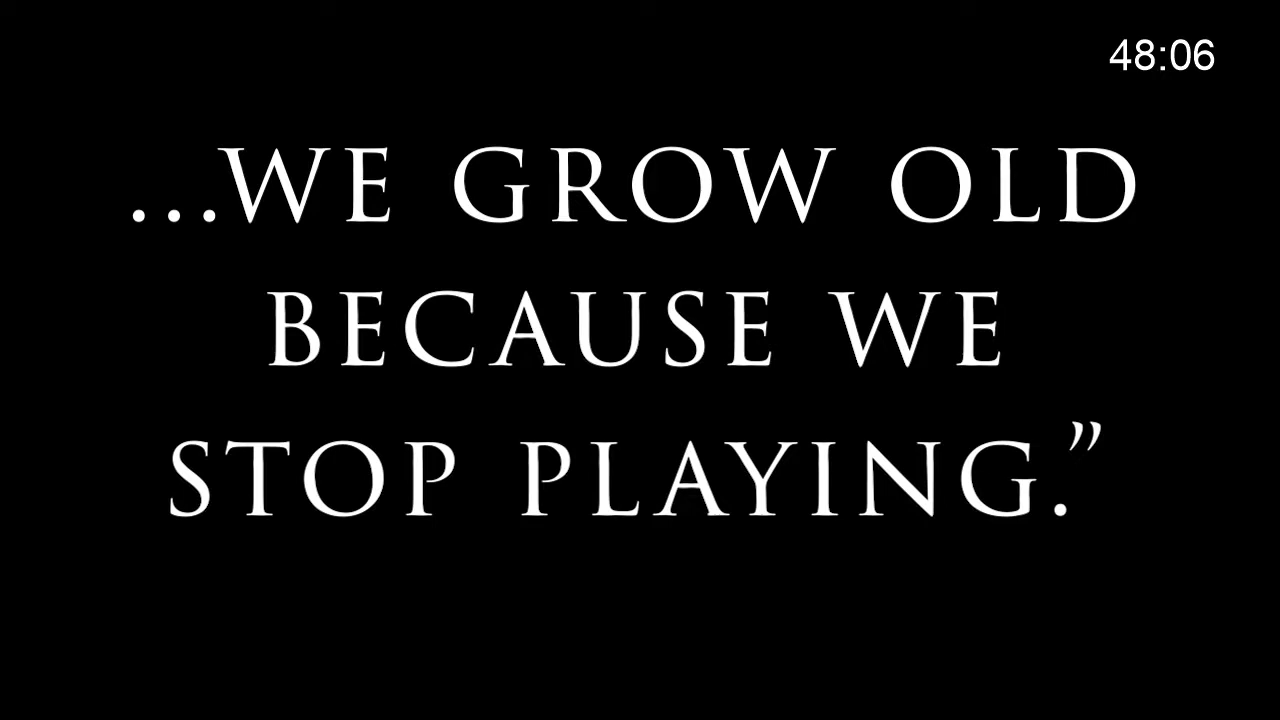 48:06
...WE GROW OLD
BECAUSE WE
STOP PLAYING.”